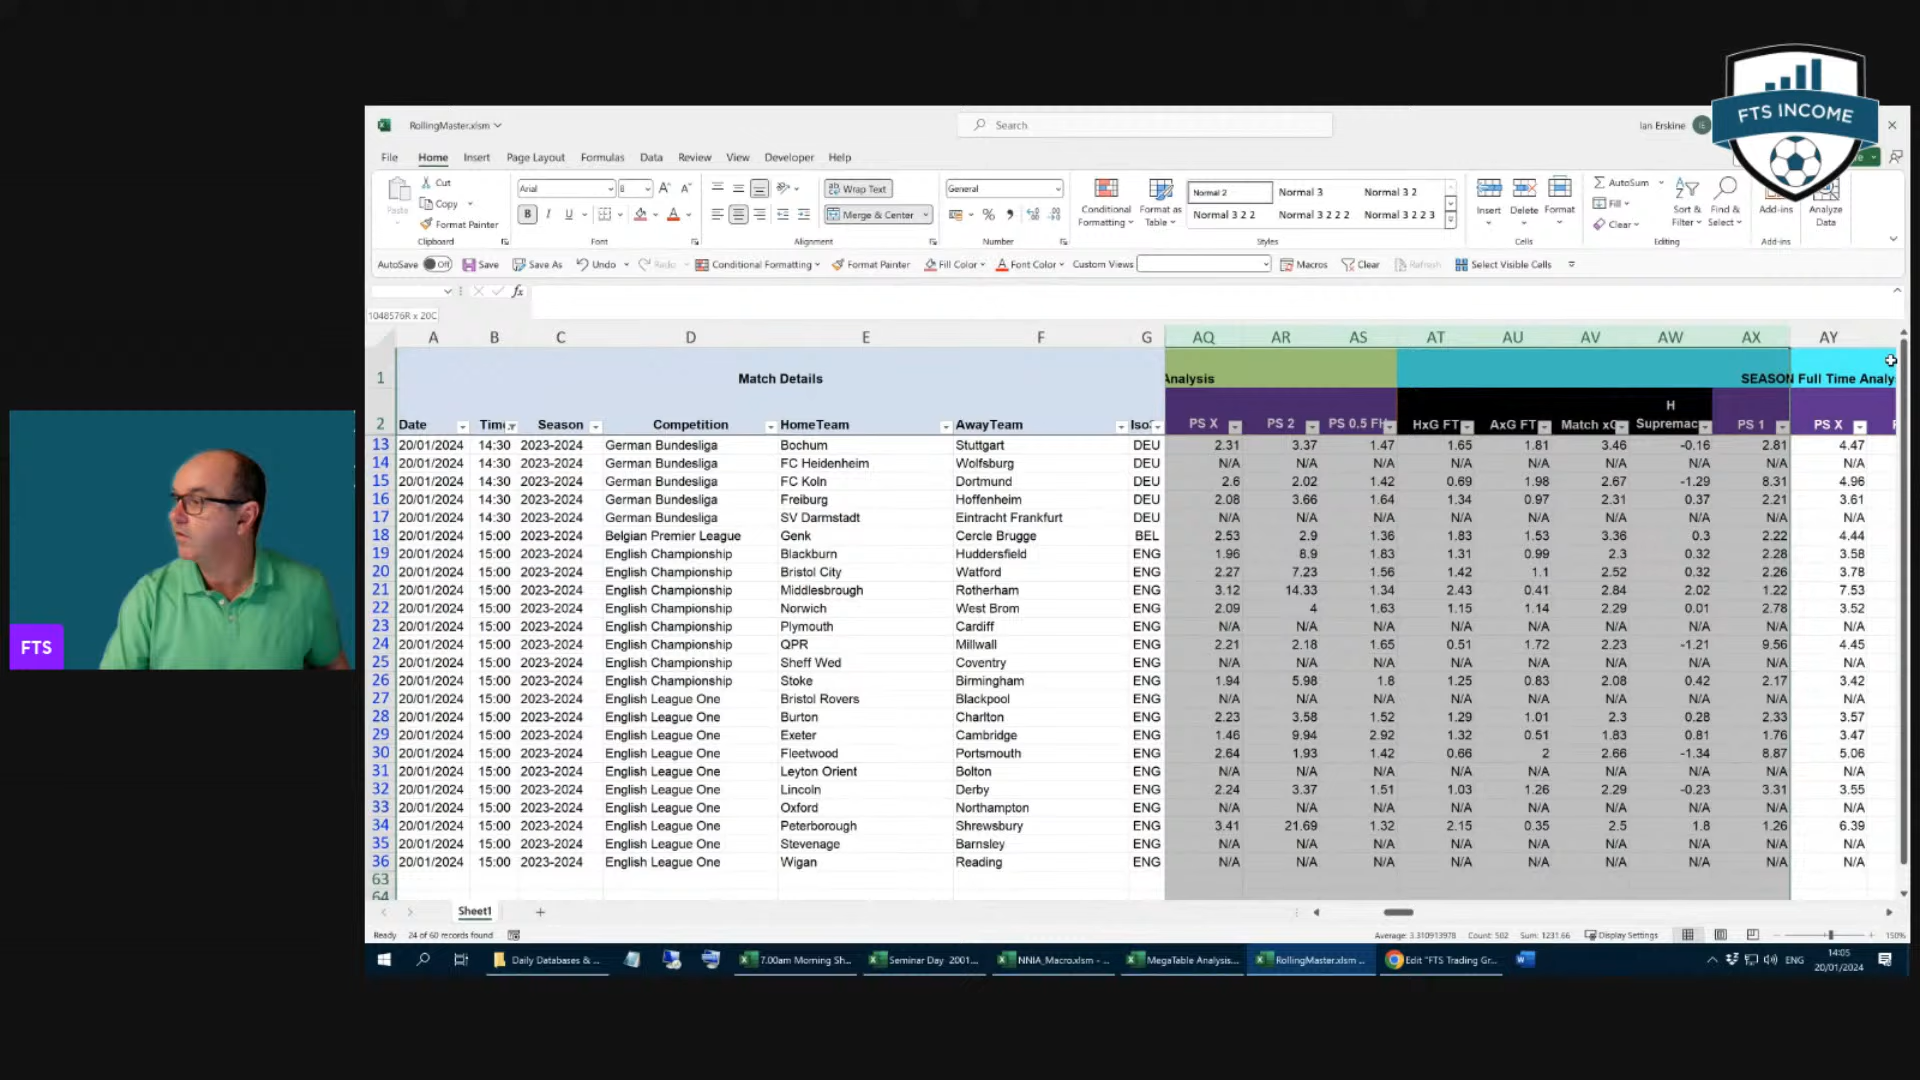 FTS INCOME
RollingMaster.xlsm
Search
Ian Erskine
IE
File Home Insert Page Layout Formulas Data Review View Developer Help
Paste
Cut
Copy
Format Painter
Clipboard
Arial 8
Font
Wrap Text
Merge & Center
Alignment
General
Number
Conditional Formatting
Format as Table
Normal 2 Normal 3 Normal 3 2
Normal 3 2 2 Normal 3 2 2 2 Normal 3 2 2 3
Styles
Insert Delete Format
Cells
AutoSum
Fill
Clear
Sort & Filter
Find & Select
Editing
Add-ins
Add-ins
Analyze Data
AutoSave Off Save Save As Undo Redo Conditional Formatting Format Painter Fill Color Font Color Custom Views Macros Clear Refresh Select Visible Cells
fx
1048576R x 20C
A B C D E F G AQ AR AS AT AU AV AW AX AY
1 Match Details Analysis SEASON Full Time Analy
2 Date Time Season Competition HomeTeam AwayTeam Iso PS X PS 2 PS 0.5 FH HxG FT AxG FT Match xG H Supremac PS 1 PS X
13 20/01/2024 14:30 2023-2024 German Bundesliga Bochum Stuttgart DEU 2.31 3.37 1.47 1.65 1.81 3.46 -0.16 2.81 4.47
14 20/01/2024 14:30 2023-2024 German Bundesliga FC Heidenheim Wolfsburg DEU N/A N/A N/A N/A N/A N/A N/A N/A N/A
15 20/01/2024 14:30 2023-2024 German Bundesliga FC Koln Dortmund DEU 2.6 2.02 1.42 0.69 1.98 2.67 -1.29 8.31 4.96
16 20/01/2024 14:30 2023-2024 German Bundesliga Freiburg Hoffenheim DEU 2.08 3.66 1.64 1.34 0.97 2.31 0.37 2.21 3.61
17 20/01/2024 14:30 2023-2024 German Bundesliga SV Darmstadt Eintracht Frankfurt DEU N/A N/A N/A N/A N/A N/A N/A N/A N/A
18 20/01/2024 15:00 2023-2024 Belgian Premier League Genk Cercle Brugge BEL 2.53 2.9 1.36 1.83 1.53 3.36 0.3 2.22 4.44
19 20/01/2024 15:00 2023-2024 English Championship Blackburn Huddersfield ENG 1.96 8.9 1.83 1.31 0.99 2.3 0.32 2.28 3.58
20 20/01/2024 15:00 2023-2024 English Championship Bristol City Watford ENG 2.27 7.23 1.56 1.42 1.1 2.52 0.32 2.26 3.78
21 20/01/2024 15:00 2023-2024 English Championship Middlesbrough Rotherham ENG 3.12 14.33 1.34 2.43 0.41 2.84 2.02 1.22 7.53
22 20/01/2024 15:00 2023-2024 English Championship Norwich West Brom ENG 2.09 4 1.63 1.15 1.14 2.29 0.01 2.78 3.52
23 20/01/2024 15:00 2023-2024 English Championship Plymouth Cardiff ENG N/A N/A N/A N/A N/A N/A N/A N/A N/A
24 20/01/2024 15:00 2023-2024 English Championship QPR Millwall ENG 2.21 2.18 1.65 0.51 1.72 2.23 -1.21 9.56 4.45
25 20/01/2024 15:00 2023-2024 English Championship Sheff Wed Coventry ENG N/A N/A N/A N/A N/A N/A N/A N/A N/A
26 20/01/2024 15:00 2023-2024 English Championship Stoke Birmingham ENG 1.94 5.98 1.8 1.25 0.83 2.08 0.42 2.17 3.42
27 20/01/2024 15:00 2023-2024 English League One Bristol Rovers Blackpool ENG N/A N/A N/A N/A N/A N/A N/A N/A N/A
28 20/01/2024 15:00 2023-2024 English League One Burton Charlton ENG 2.23 3.58 1.52 1.29 1.01 2.3 0.28 2.33 3.57
29 20/01/2024 15:00 2023-2024 English League One Exeter Cambridge ENG 1.46 9.94 2.92 1.32 0.51 1.83 0.81 1.76 3.47
30 20/01/2024 15:00 2023-2024 English League One Fleetwood Portsmouth ENG 2.64 1.93 1.42 0.66 2 2.66 -1.34 8.87 5.06
31 20/01/2024 15:00 2023-2024 English League One Leyton Orient Bolton ENG N/A N/A N/A N/A N/A N/A N/A N/A N/A
32 20/01/2024 15:00 2023-2024 English League One Lincoln Derby ENG 2.24 3.37 1.51 1.03 1.26 2.29 -0.23 3.31 3.55
33 20/01/2024 15:00 2023-2024 English League One Oxford Northampton ENG N/A N/A N/A N/A N/A N/A N/A N/A N/A
34 20/01/2024 15:00 2023-2024 English League One Peterborough Shrewsbury ENG 3.41 21.69 1.32 2.15 0.35 2.5 1.8 1.26 6.39
35 20/01/2024 15:00 2023-2024 English League One Stevenage Barnsley ENG N/A N/A N/A N/A N/A N/A N/A N/A N/A
36 20/01/2024 15:00 2023-2024 English League One Wigan Reading ENG N/A N/A N/A N/A N/A N/A N/A N/A N/A
63
64
FTS
Sheet1
Ready 24 of 60 records found Average: 3.310913978 Count: 502 Sum: 1231.66 Display Settings 150%
Daily Databases & ... 7.00am Morning Sh... Seminar Day 2001... NNIA_Macro.xlsm - ... MegaTable Analysis... RollingMaster.xlsm ... Edit "FTS Trading Gr... ENG 14:05
20/01/2024